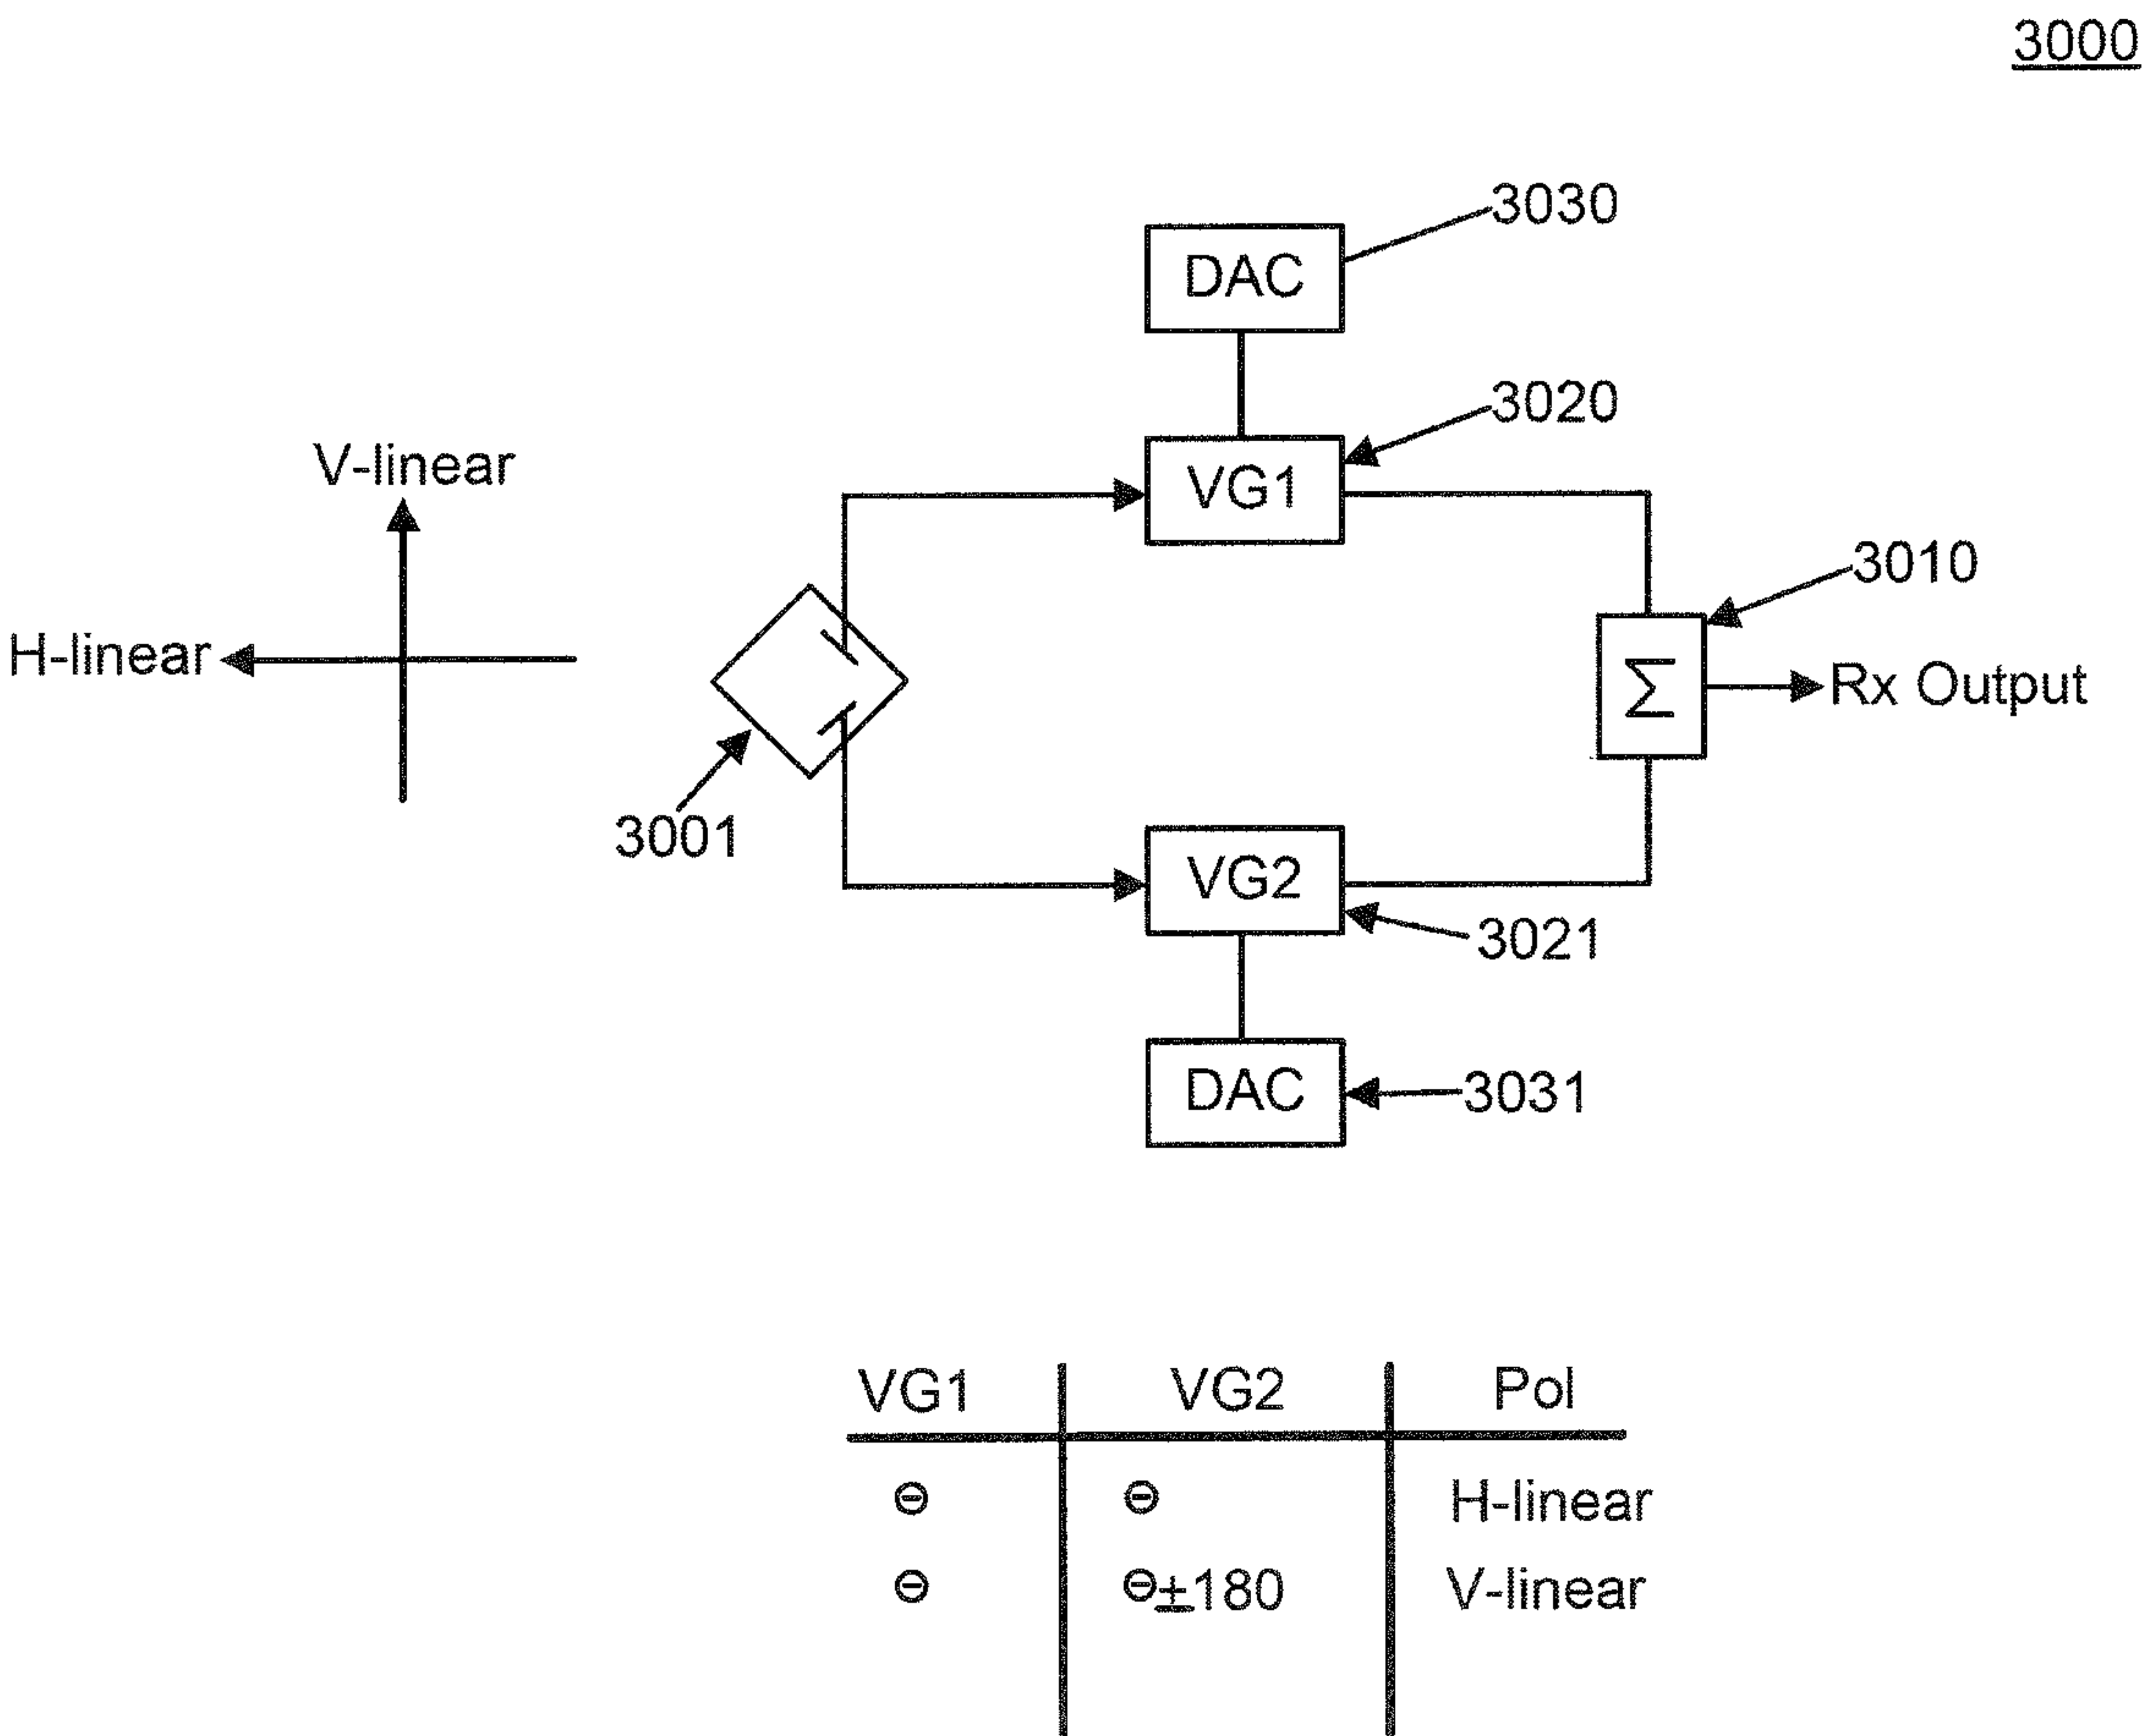 3000
3030
DAC
3020
V-linear
VG1
3010
H-linear
Σ
Rx Output
3001
VG2
3021
DAC
3031
VG1 VG2 Pol
Θ Θ H-linear
Θ Θ±180 V-linear